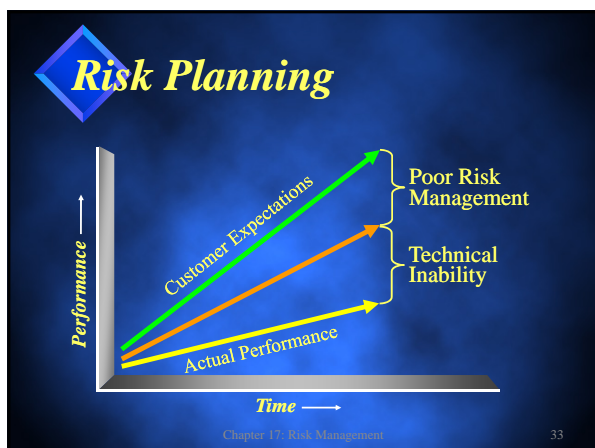 Risk Planning
Performance
Customer Expectations
Actual Performance
Poor Risk
Management
Technical
Inability
Time
Chapter 17: Risk Management
33